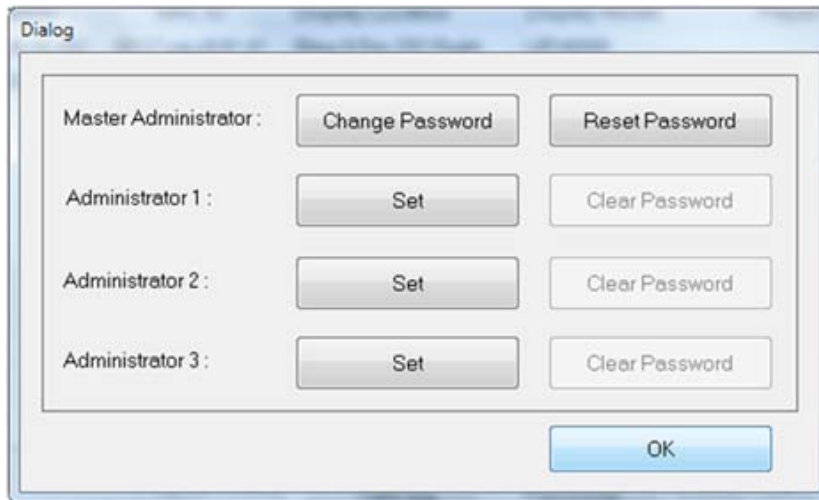 Dialog
Master Administrator : Change Password Reset Password
Administrator 1 : Set Clear Password
Administrator 2 : Set Clear Password
Administrator 3 : Set Clear Password
OK